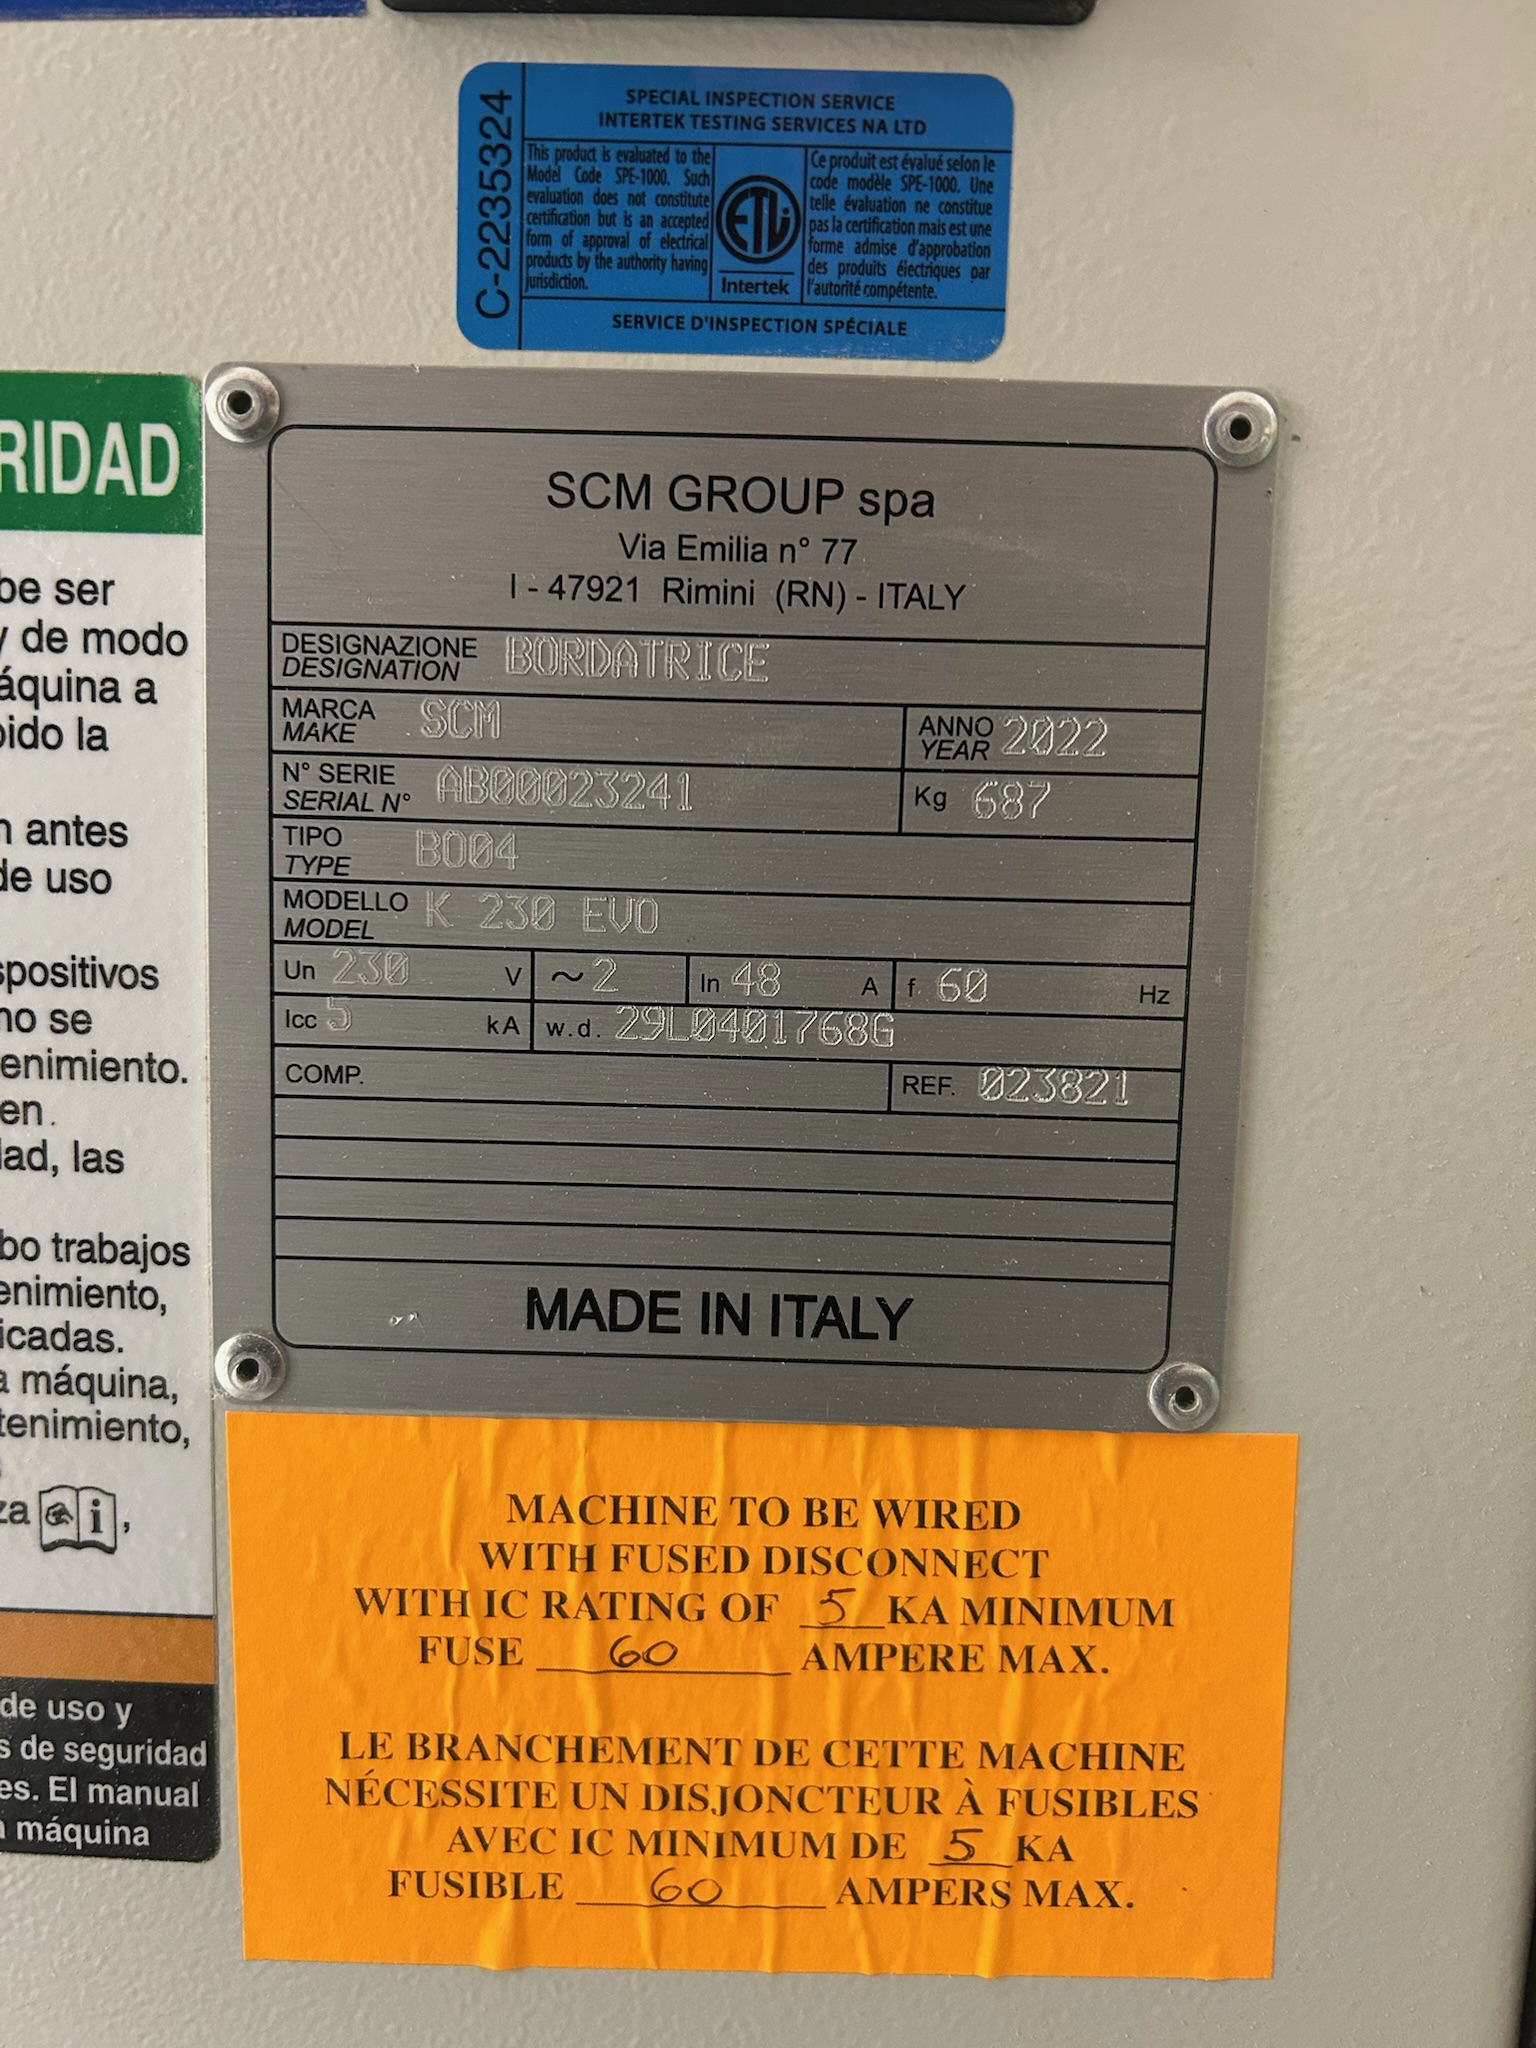 C-2235324
SPECIAL INSPECTION SERVICE
INTERTEK TESTING SERVICES NA LTD
This product is evaluated to the
Model Code SPE-1000. Such
evaluation does not constitute
certification but is an accepted
form of approval of electrical
products by the authority having
jurisdiction.
ETL
Intertek
Ce produit est évalué selon le
code modèle SPE-1000. Une
telle évaluation ne constitue
pas la certification mais est une
forme admise d'approbation
des produits électriques par
l'autorité compétente.
SERVICE D'INSPECTION SPÉCIALE
RIDAD
be ser
y de modo
áquina a
bido la
n antes
de uso
spositivos
no se
enimiento.
en.
dad, las
bo trabajos
enimiento,
icadas.
a máquina,
tenimiento,
za i,
de uso y
s de seguridad
es. El manual
a máquina
SCM GROUP spa
Via Emilia n° 77
I - 47921 Rimini (RN) - ITALY
DESIGNAZIONE
DESIGNATION BORDATRICE
MARCA
MAKE SCM
ANNO
YEAR 2022
N° SERIE
SERIAL N° AB00023241
Kg 687
TIPO
TYPE BO04
MODELLO
MODEL K 230 EVO
Un 230 V ~ 2 In 48 A f. 60 Hz
Icc 5 kA w.d. 29L0401768G
COMP. REF. 023821
MADE IN ITALY
MACHINE TO BE WIRED
WITH FUSED DISCONNECT
WITH IC RATING OF 5 KA MINIMUM
FUSE 60 AMPERE MAX.
LE BRANCHEMENT DE CETTE MACHINE
NÉCESSITE UN DISJONCTEUR À FUSIBLES
AVEC IC MINIMUM DE 5 KA
FUSIBLE 60 AMPERS MAX.